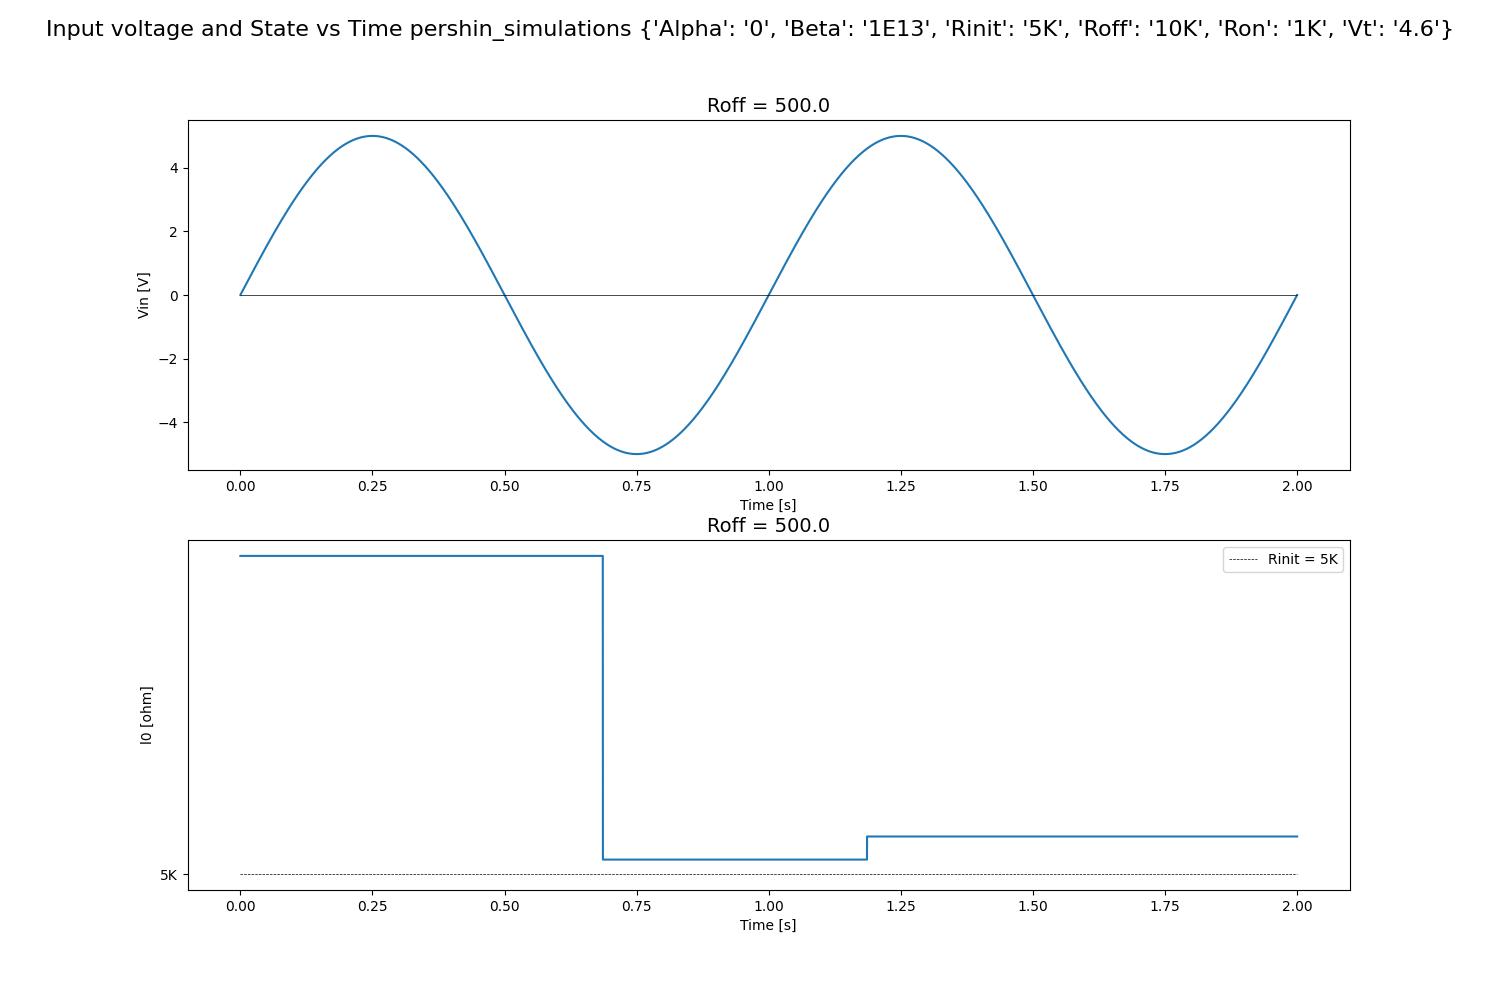 Input voltage and State vs Time pershin_simulations {'Alpha': '0', 'Beta': '1E13', 'Rinit': '5K', 'Roff': '10K', 'Ron': '1K', 'Vt': '4.6'}
Roff = 500.0
4
2
0
−2
−4
Vin [V]
0.00 0.25 0.50 0.75 1.00 1.25 1.50 1.75 2.00
Time [s]
Roff = 500.0
Rinit = 5K
5K
l0 [ohm]
0.00 0.25 0.50 0.75 1.00 1.25 1.50 1.75 2.00
Time [s]